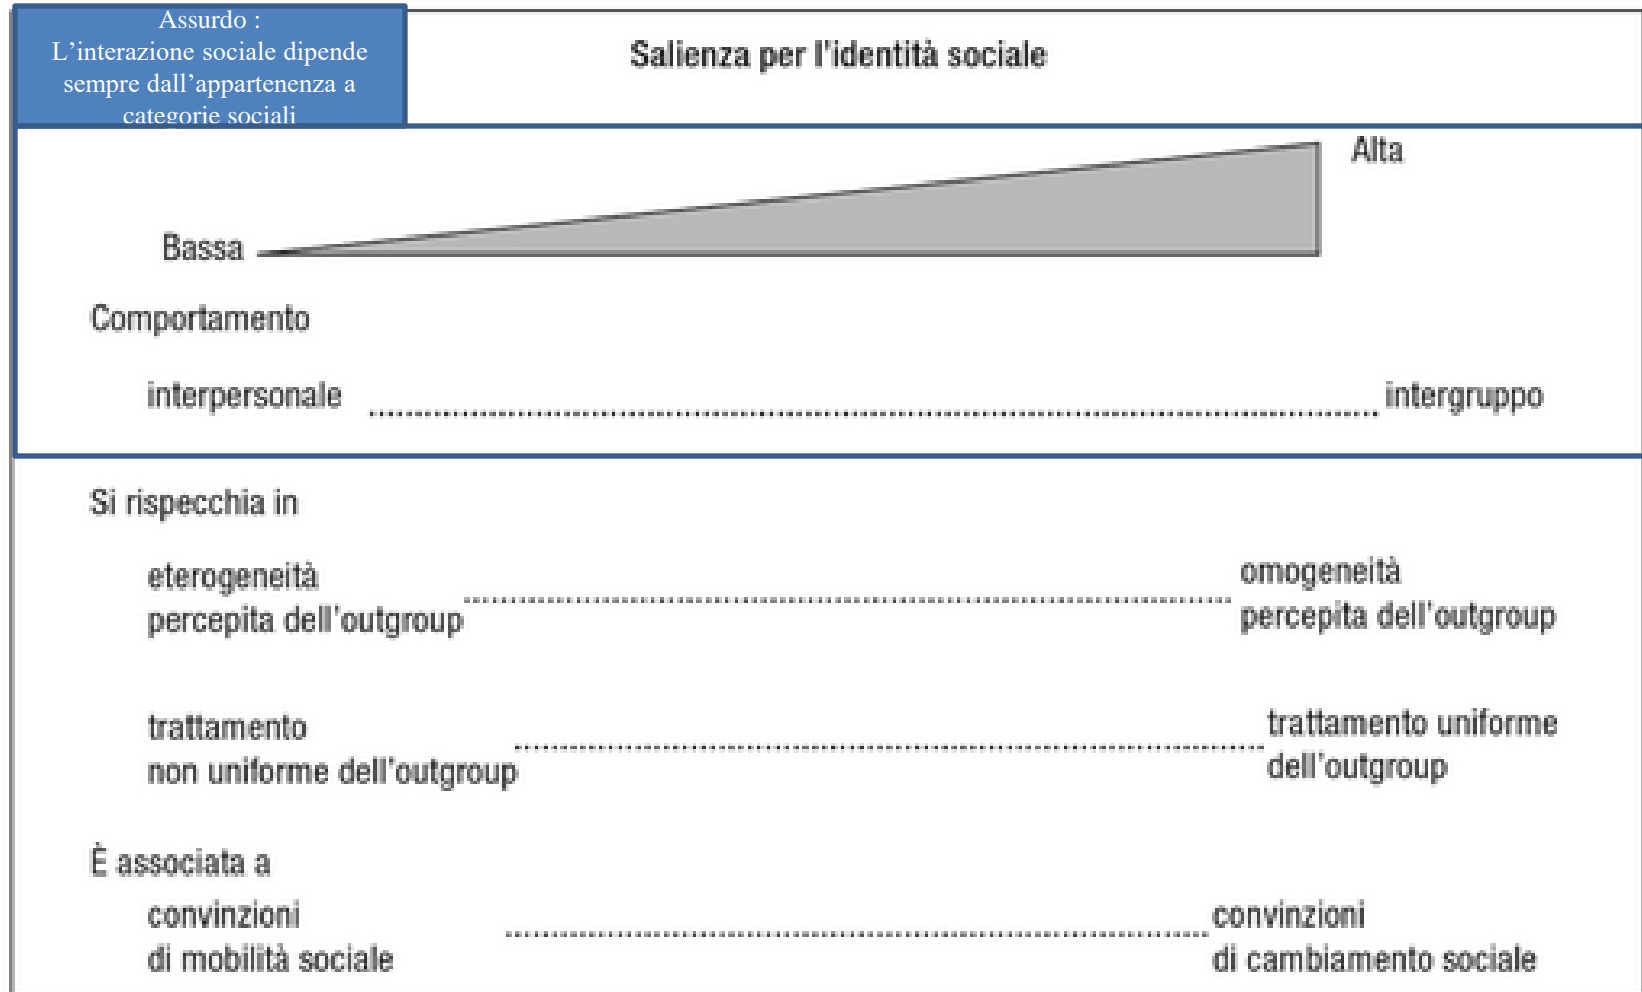 Assurdo :
L’interazione sociale dipende
sempre dall’appartenenza a
categorie sociali
Salienza per l'identità sociale
Alta
Bassa
Comportamento
interpersonale
intergruppo
Si rispecchia in
eterogeneità
percepita dell'outgroup
omogeneità
percepita dell'outgroup
trattamento
non uniforme dell'outgroup
trattamento uniforme
dell'outgroup
È associata a
convinzioni
di mobilità sociale
convinzioni
di cambiamento sociale